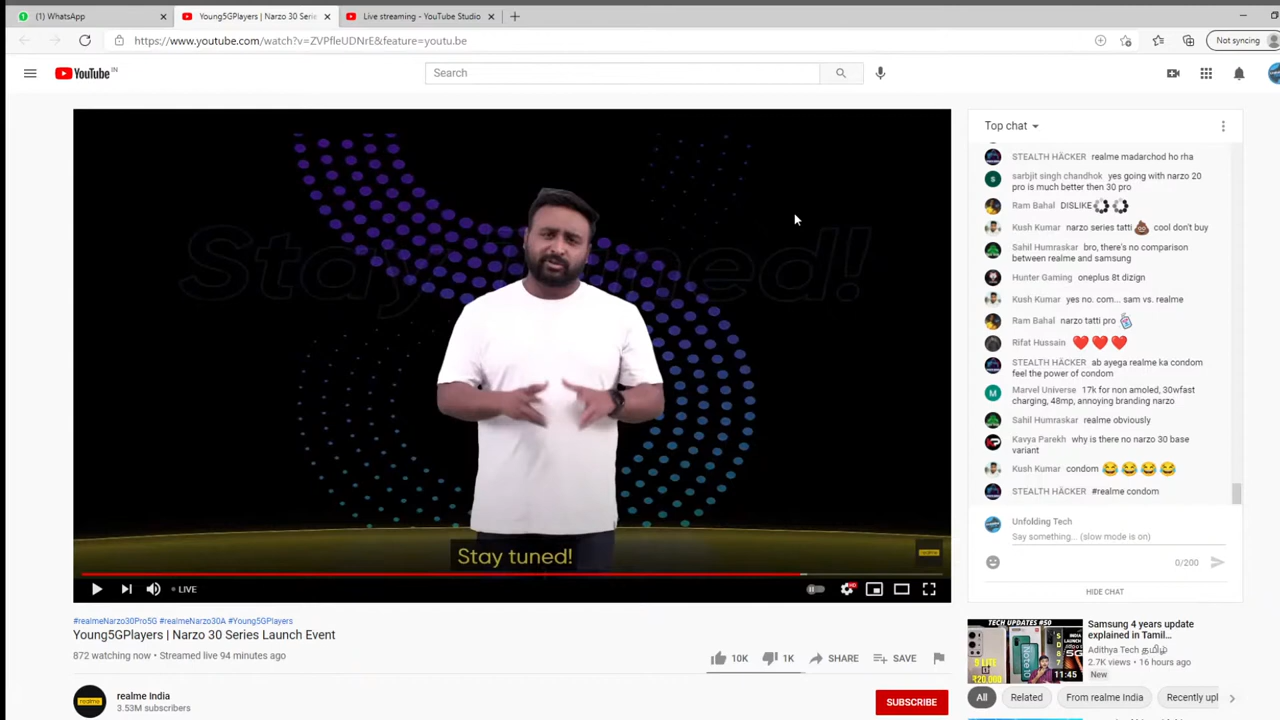 (1) WhatsApp
Young5GPlayers | Narzo 30 Serie
Live streaming - YouTube Studio
https://www.youtube.com/watch?v=ZVPfleUDNrE&feature=youtu.be
Not syncing
YouTube IN
Search
Stay tuned!
Stay tuned!
realme
LIVE
HD
#realmeNarzo30Pro5G #realmeNarzo30A #Young5GPlayers
Young5GPlayers | Narzo 30 Series Launch Event
872 watching now • Streamed live 94 minutes ago
10K
1K
SHARE
SAVE
realme
realme India
3.53M subscribers
SUBSCRIBE
Top chat
STEALTH HÄCKER realme madarchod ho rha
sarbjit singh chandhok yes going with narzo 20
pro is much better then 30 pro
Ram Bahal DISLIKE
Kush Kumar narzo series tatti 💩 cool don't buy
Sahil Humraskar bro, there's no comparison
between realme and samsung
Hunter Gaming oneplus 8t dizign
Kush Kumar yes no. com... sam vs. realme
Ram Bahal narzo tatti pro
Rifat Hussain ❤️ ❤️ ❤️
STEALTH HÄCKER ab ayega realme ka condom
feel the power of condom
Marvel Universe 17k for non amoled, 30wfast
charging, 48mp, annoying branding narzo
Sahil Humraskar realme obviously
Kavya Parekh why is there no narzo 30 base
variant
Kush Kumar condom 😂 😂 😂 😂
STEALTH HÄCKER #realme condom
Unfolding Tech
Say something... (slow mode is on)
0/200
HIDE CHAT
TECH UPDATES #50
11:45
Samsung 4 years update
explained in Tamil...
Adithya Tech தமிழ்
2.7K views • 16 hours ago
New
All
Related
From realme India
Recently upl